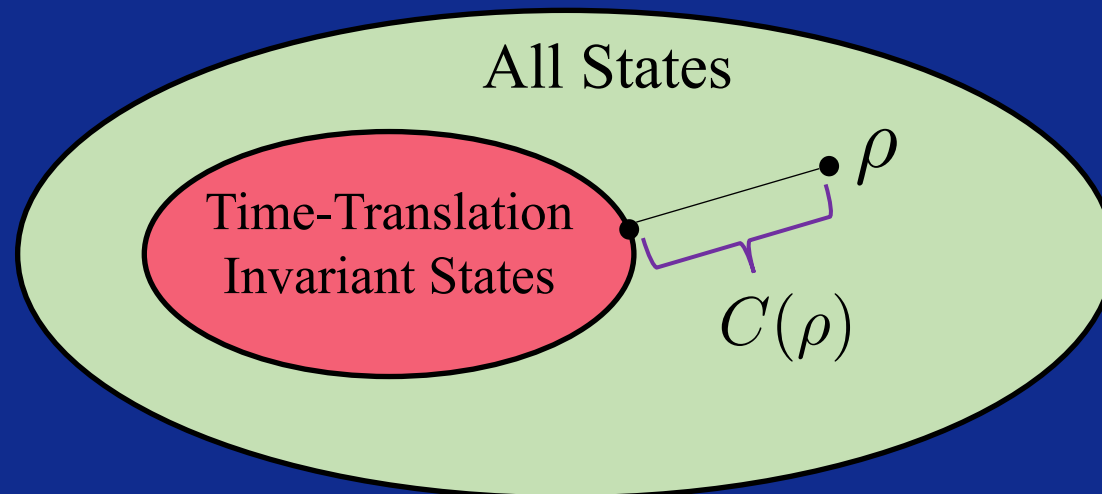 All States
ρ
Time-Translation
Invariant States
C(ρ)